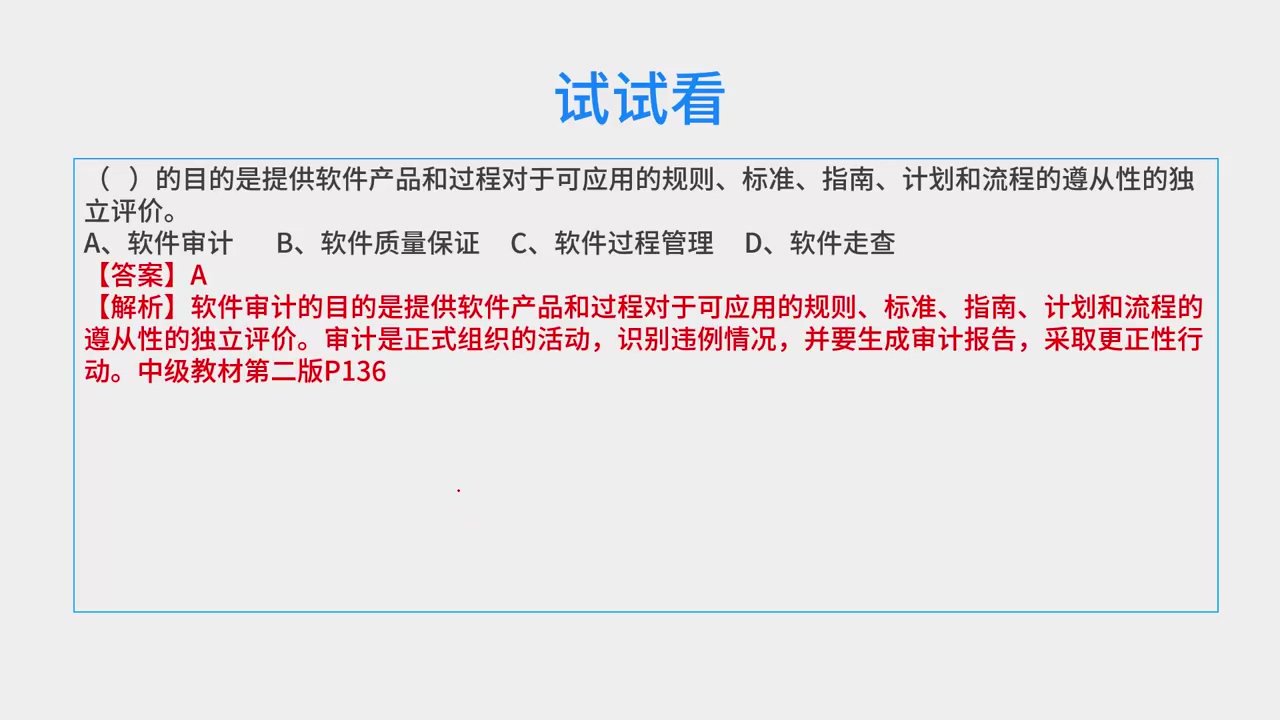 试试看
（ ）的目的是提供软件产品和过程对于可应用的规则、标准、指南、计划和流程的遵从性的独
立评价。
A、软件审计 B、软件质量保证 C、软件过程管理 D、软件走查
【答案】A
【解析】软件审计的目的是提供软件产品和过程对于可应用的规则、标准、指南、计划和流程的
遵从性的独立评价。审计是正式组织的活动，识别违例情况，并要生成审计报告，采取更正性行
动。中级教材第二版P136